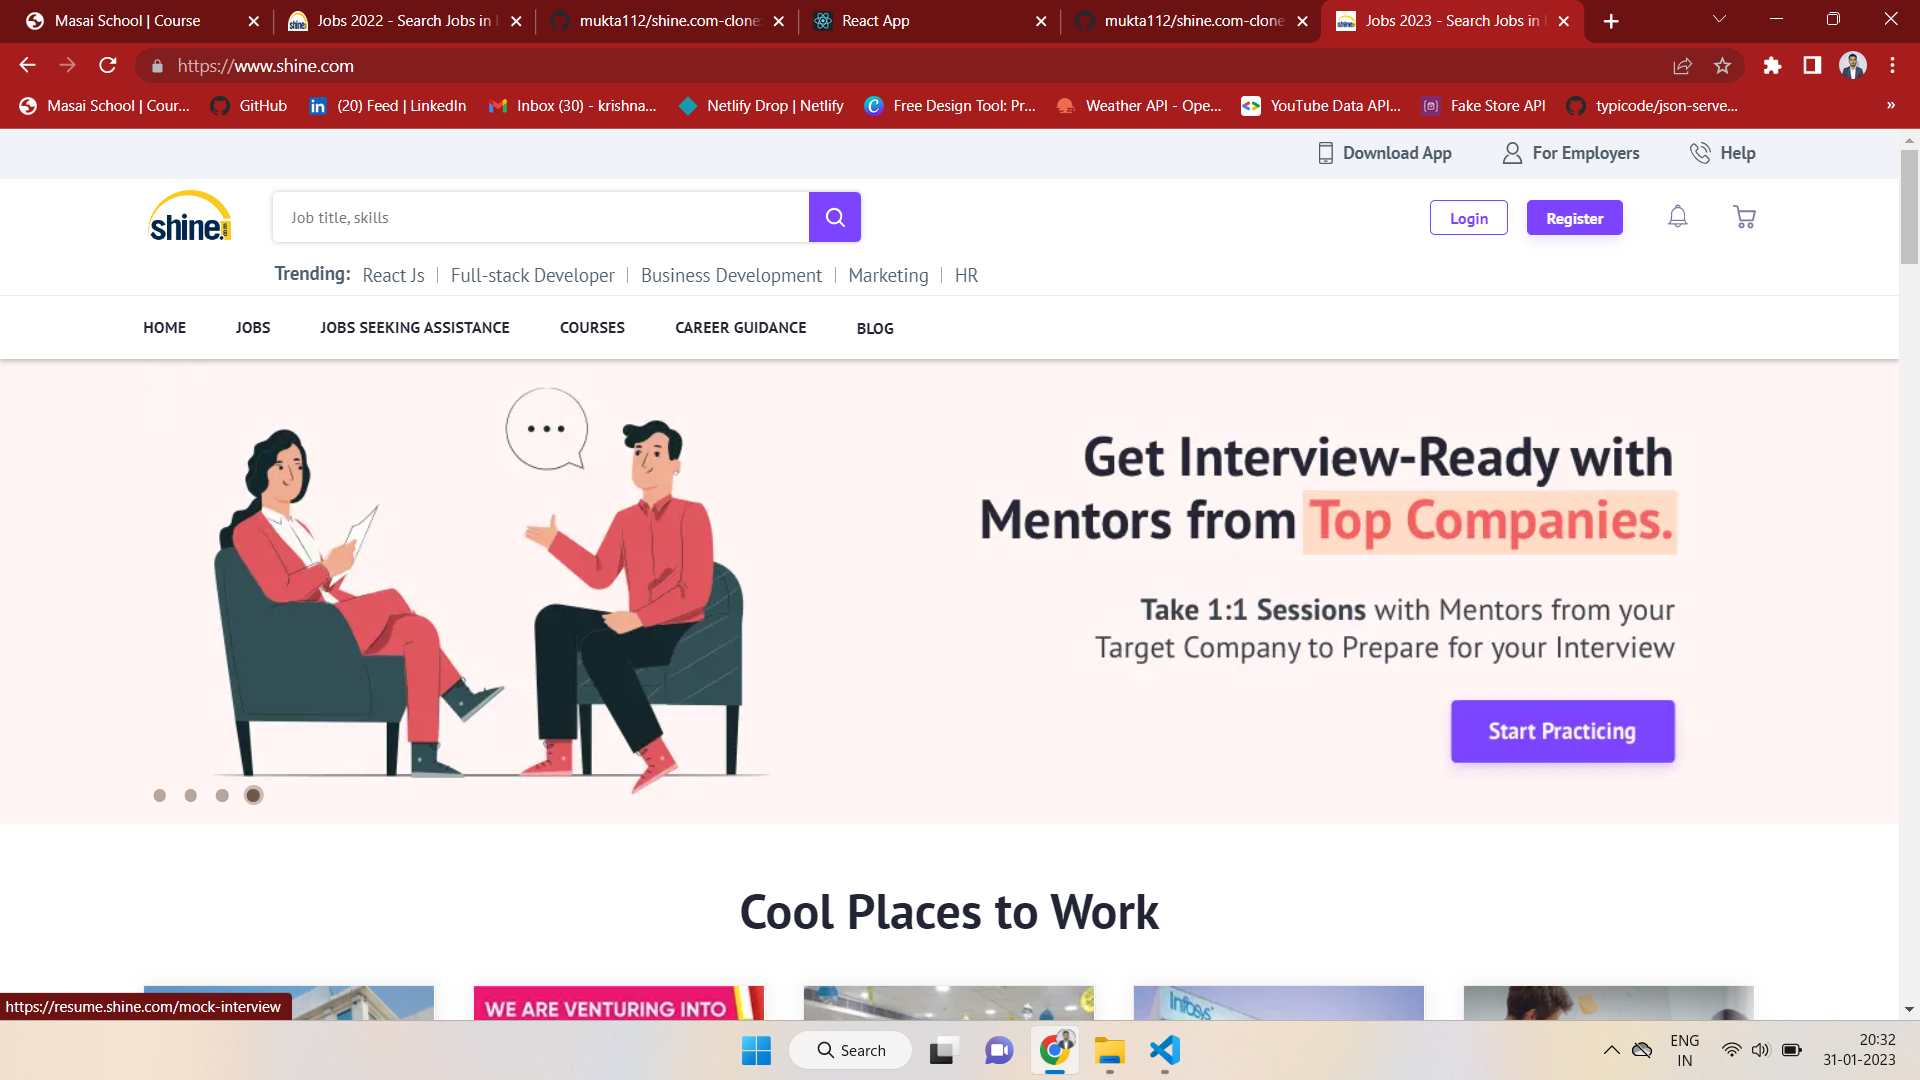 Masai School | Course
Jobs 2022 - Search Jobs in I
mukta112/shine.com-clone:
React App
mukta112/shine.com-clone
Jobs 2023 - Search Jobs in I
https://www.shine.com
Masai School | Cour...
GitHub
(20) Feed | LinkedIn
Inbox (30) - krishna...
Netlify Drop | Netlify
Free Design Tool: Pr...
Weather API - Ope...
YouTube Data API...
Fake Store API
typicode/json-serve...
Download App
For Employers
Help
shine.
Job title, skills
Login
Register
Trending: React Js | Full-stack Developer | Business Development | Marketing | HR
HOME
JOBS
JOBS SEEKING ASSISTANCE
COURSES
CAREER GUIDANCE
BLOG
Get Interview-Ready with
Mentors from Top Companies.
Take 1:1 Sessions with Mentors from your
Target Company to Prepare for your Interview
Start Practicing
Cool Places to Work
WE ARE VENTURING INTO
Infosys
https://resume.shine.com/mock-interview
Search
ENG
IN
20:32
31-01-2023